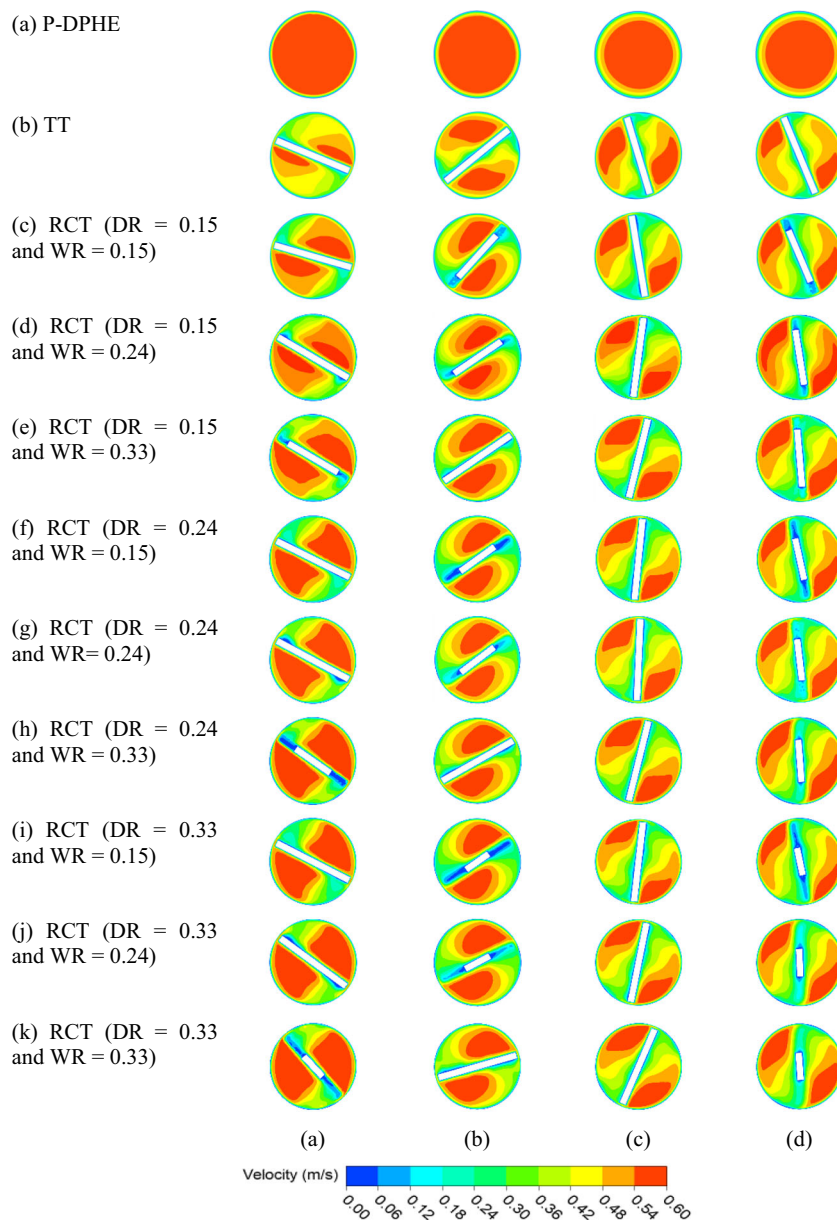 (a) P-DPHE
(b) TT
(c) RCT (DR = 0.15
and WR = 0.15)
(d) RCT (DR = 0.15
and WR = 0.24)
(e) RCT (DR = 0.15
and WR = 0.33)
(f) RCT (DR = 0.24
and WR = 0.15)
(g) RCT (DR = 0.24
and WR= 0.24)
(h) RCT (DR = 0.24
and WR = 0.33)
(i) RCT (DR = 0.33
and WR = 0.15)
(j) RCT (DR = 0.33
and WR = 0.24)
(k) RCT (DR = 0.33
and WR = 0.33)
(a) (b) (c) (d)
Velocity (m/s)
0.00 0.06 0.12 0.18 0.24 0.30 0.36 0.42 0.48 0.54 0.60